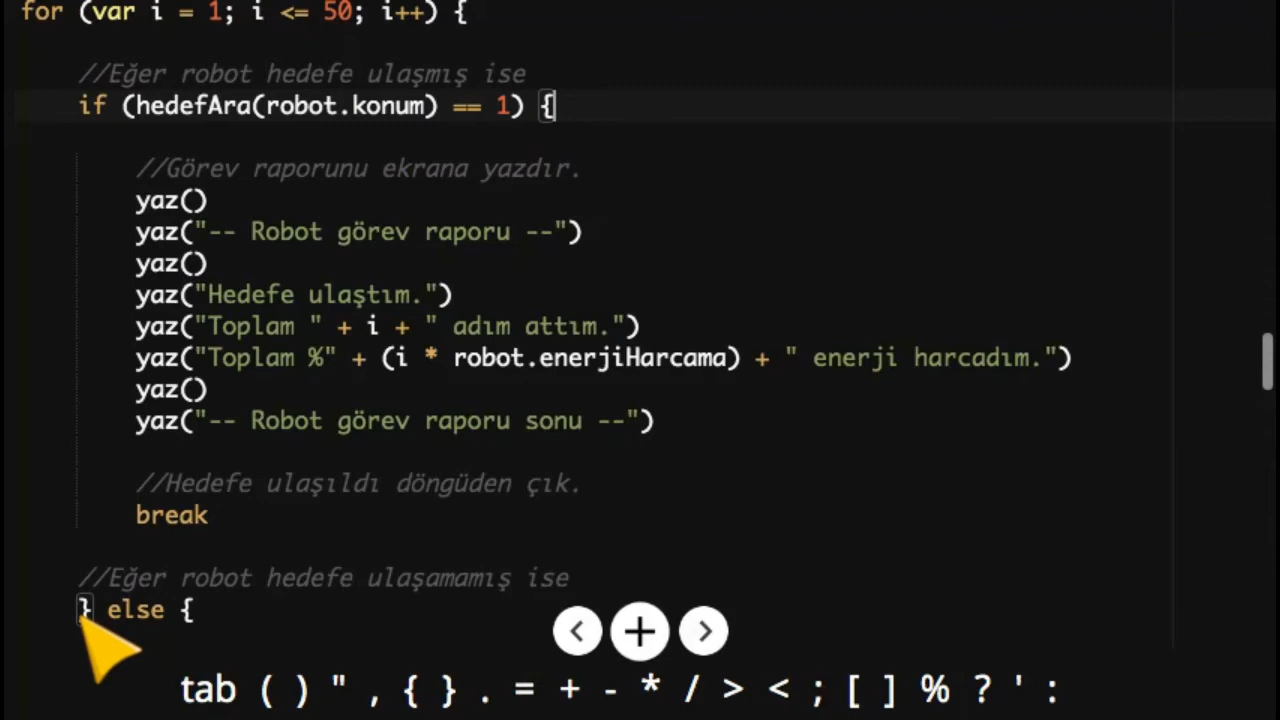 for (var i = 1; i <= 50; i++) {
//Eğer robot hedefe ulaşmış ise
if (hedefAra(robot.konum) == 1) {
//Görev raporunu ekrana yazdır.
yaz()
yaz("-- Robot görev raporu --")
yaz()
yaz("Hedefe ulaştım.")
yaz("Toplam " + i + " adım attım.")
yaz("Toplam %" + (i * robot.enerjiHarcama) + " enerji harcadım.")
yaz()
yaz("-- Robot görev raporu sonu --")
//Hedefe ulaşıldı döngüden çık.
break
//Eğer robot hedefe ulaşamamış ise
} else {
< + >
tab ( ) " , { } . = + - * / > < ; [ ] % ? ' :